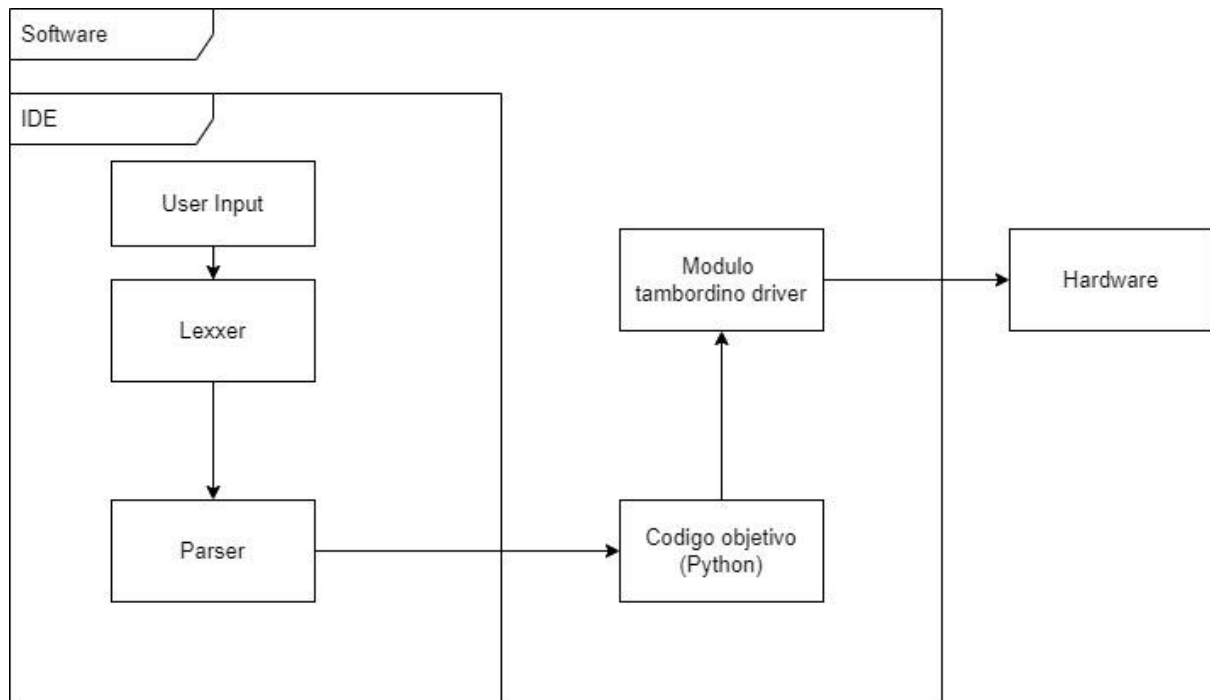 Software
IDE
User Input
Lexxer
Parser
Modulo
tambordino driver
Codigo objetivo
(Python)
Hardware